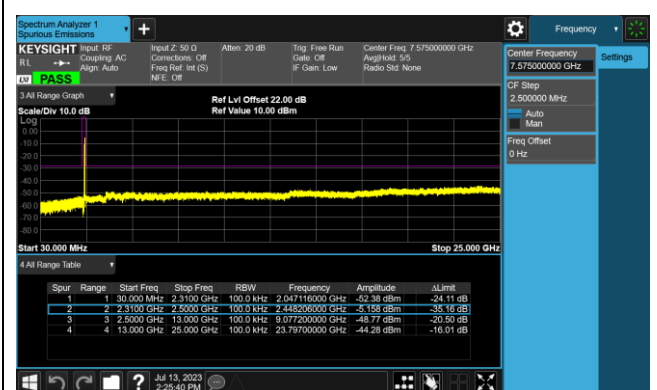 Spectrum Analyzer 1
Spurious Emissions
+
Frequency
KEYSIGHT
RL
PASS
Input: RF
Coupling: AC
Align: Auto
Input Z: 50 Ω
Corrections: Off
Freq Ref: Int (S)
NFE: Off
Atten: 20 dB
Trig: Free Run
Gate: Off
IF Gain: Low
Center Freq: 7.575000000 GHz
Avg|Hold: 5/5
Radio Std: None
Center Frequency
7.575000000 GHz
Settings
CF Step
2.500000 MHz
Auto
Man
Freq Offset
0 Hz
3 All Range Graph
Scale/Div 10.0 dB
Ref Lvl Offset 22.00 dB
Ref Value 10.00 dBm
Log
0.00
-10.0
-20.0
-30.0
-40.0
-50.0
-60.0
-70.0
-80.0
Start 30.000 MHz
Stop 25.000 GHz
4 All Range Table
Spur Range Start Freq Stop Freq RBW Frequency Amplitude ΔLimit
1 1 30.000 MHz 2.3100 GHz 100.0 kHz 2.047116000 GHz -52.38 dBm -24.11 dB
2 2 2.3100 GHz 2.5000 GHz 100.0 kHz 2.448206000 GHz -5.158 dBm -35.16 dB
3 3 2.5000 GHz 13.000 GHz 100.0 kHz 9.077200000 GHz -48.77 dBm -20.50 dB
4 4 13.000 GHz 25.000 GHz 100.0 kHz 23.79700000 GHz -44.28 dBm -16.01 dB
?
Jul 13, 2023
2:25:40 PM